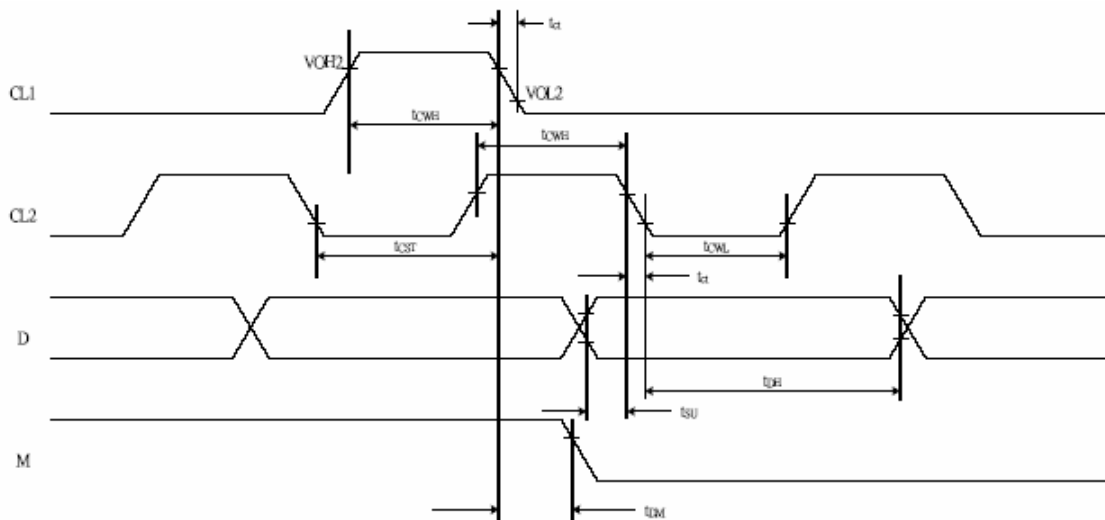 tct
VOH2
CL1
VOL2
tCWH
tCWH
CL2
tCST
tCWL
tct
D
tDH
tSU
M
tDM